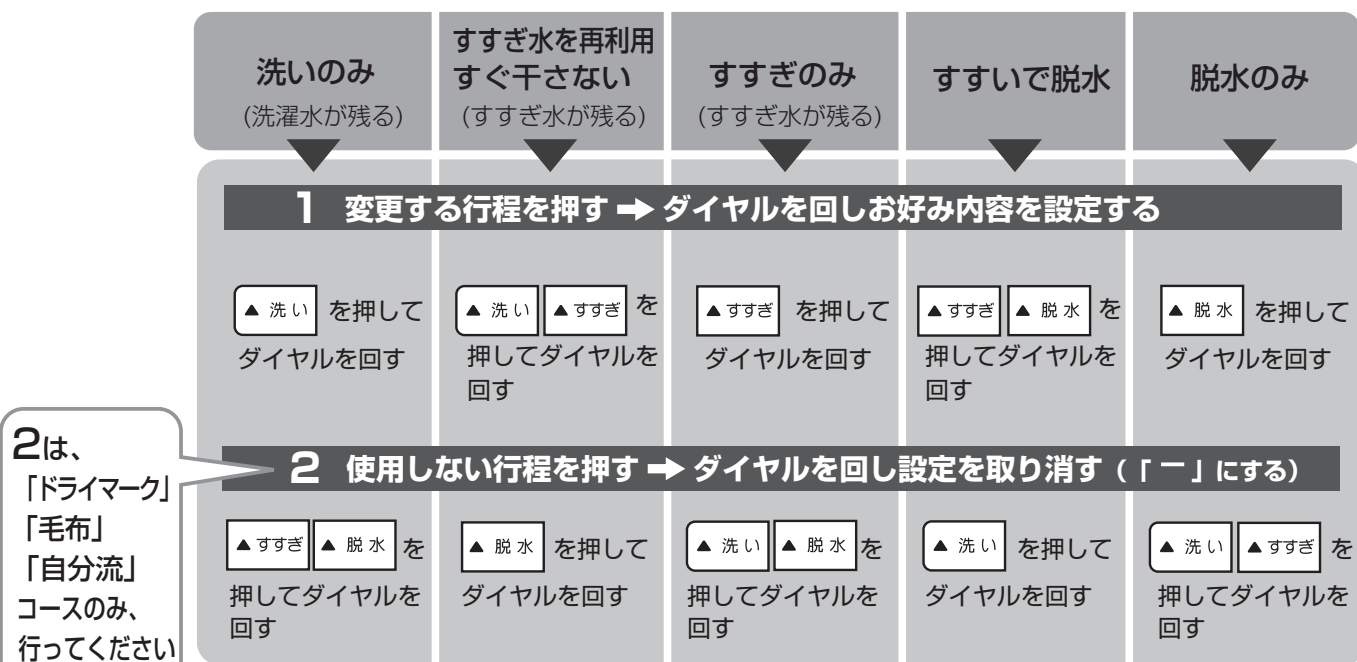 洗いのみ
(洗濯水が残る)
すすぎ水を再利用
すぐ干さない
(すすぎ水が残る)
すすぎのみ
(すすぎ水が残る)
すすいで脱水
脱水のみ
1 変更する行程を押す ➡ ダイヤルを回しお好み内容を設定する
▲ 洗い を押して
ダイヤルを回す
▲ 洗い ▲ すすぎ を
押してダイヤルを
回す
▲ すすぎ を押して
ダイヤルを回す
▲ すすぎ ▲ 脱水 を
押してダイヤルを
回す
▲ 脱水 を押して
ダイヤルを回す
2は、
「ドライマーク」
「毛布」
「自分流」
コースのみ、
行ってください
2 使用しない行程を押す ➡ ダイヤルを回し設定を取り消す(「 ー 」にする)
▲ すすぎ ▲ 脱水 を
押してダイヤルを
回す
▲ 脱水 を押して
ダイヤルを回す
▲ 洗い ▲ 脱水 を
押してダイヤルを
回す
▲ 洗い を押して
ダイヤルを回す
▲ 洗い ▲ すすぎ を
押してダイヤルを
回す